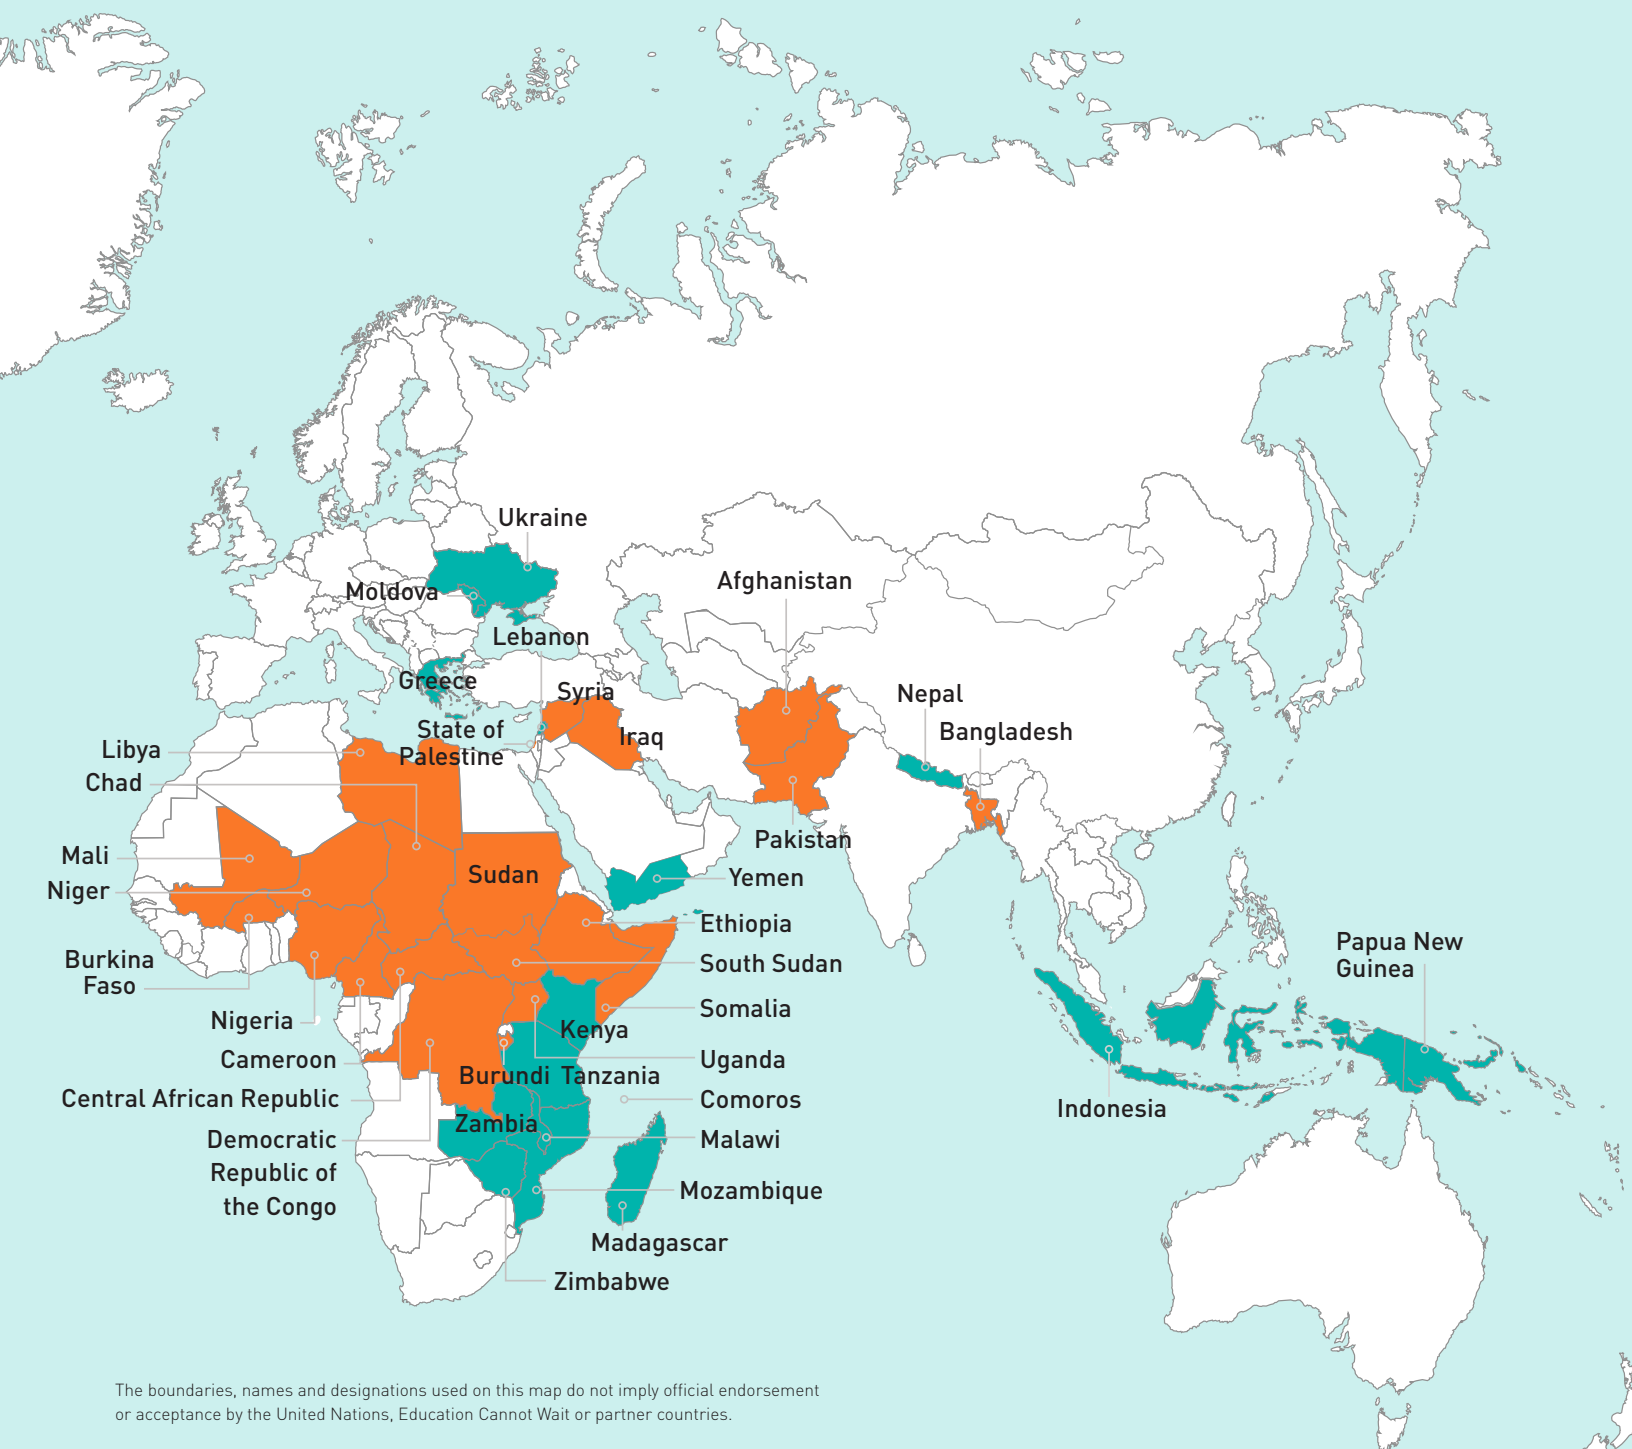 Ukraine
Afghanistan
Moldova
Lebanon
Greece
Syria
Nepal
State of
Palestine
Iraq
Bangladesh
Libya
Chad
Pakistan
Mali
Sudan
Yemen
Niger
Ethiopia
Papua New
Guinea
Burkina
Faso
South Sudan
Somalia
Nigeria
Kenya
Cameroon
Uganda
Burundi
Tanzania
Central African Republic
Comoros
Indonesia
Zambia
Democratic
Republic of
the Congo
Malawi
Mozambique
Madagascar
Zimbabwe
The boundaries, names and designations used on this map do not imply official endorsement
or acceptance by the United Nations, Education Cannot Wait or partner countries.